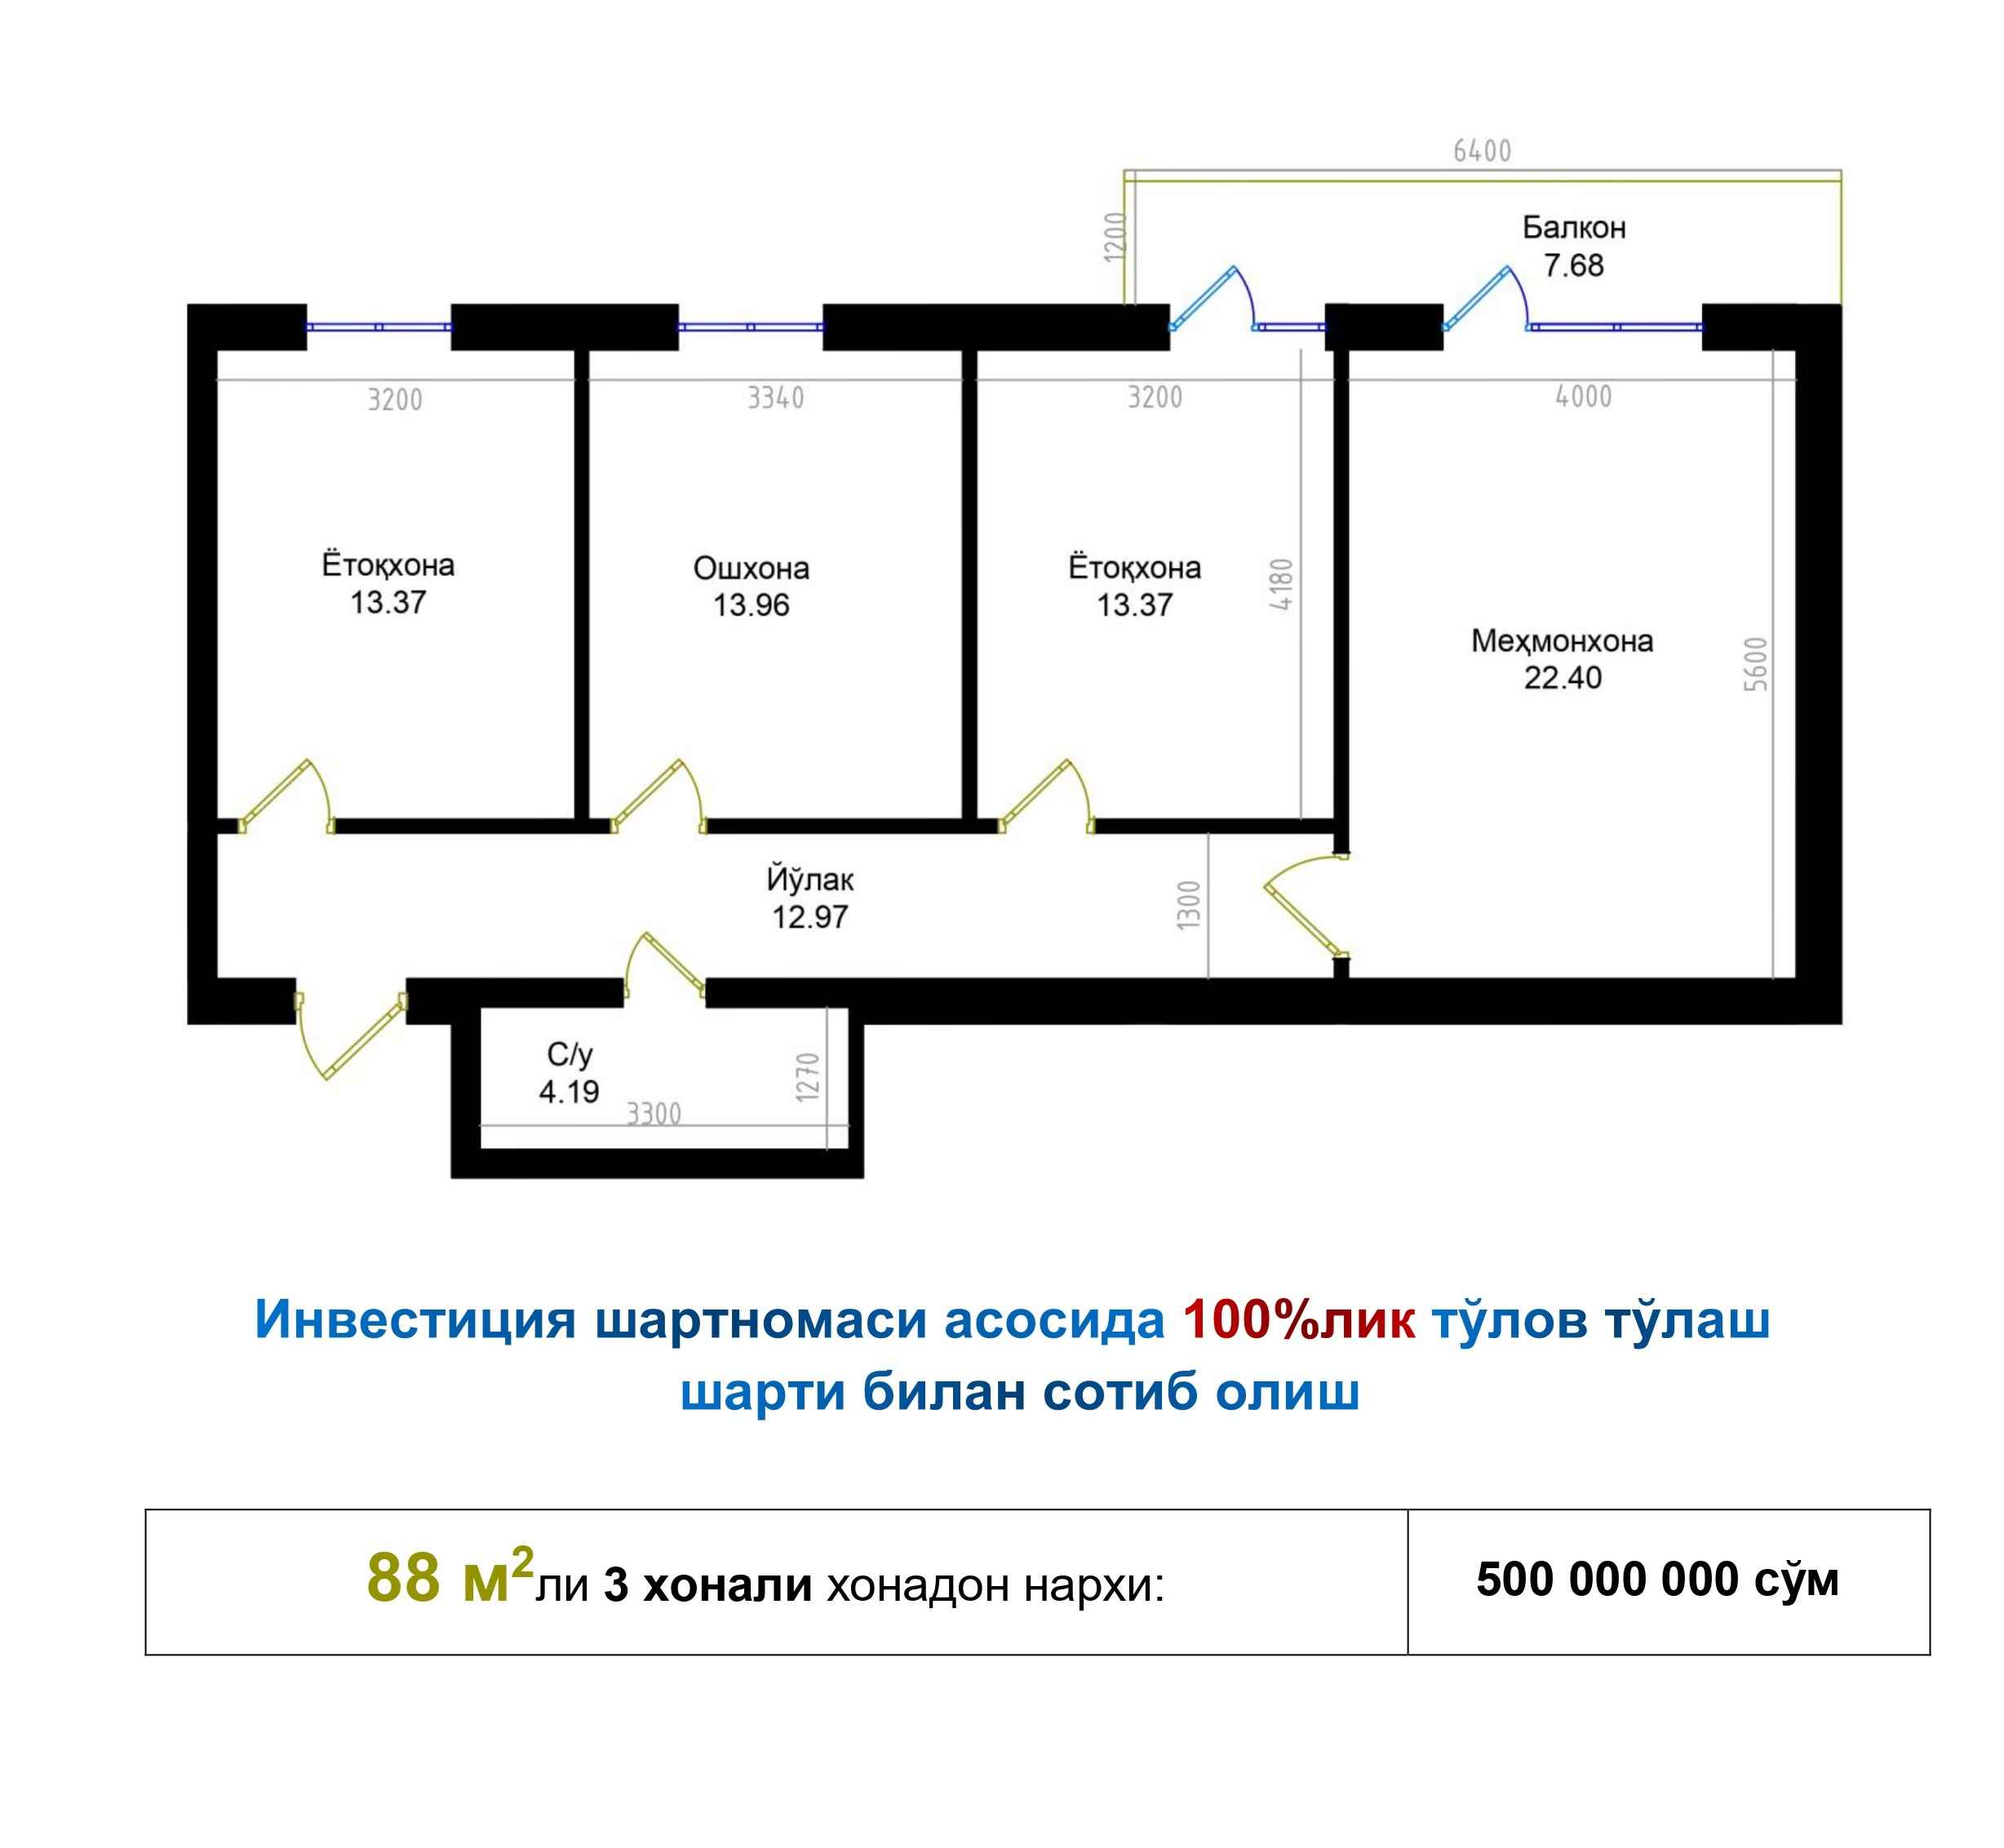 6400
1200
Балкон
7.68
3200
3340
3200
4000
Ётоқхона
13.37
Ошхона
13.96
Ётоқхона
13.37
4180
Меҳмонхона
22.40
5600
Йўлак
12.97
1300
С/у
4.19
3300
1270
Инвестиция шартномаси асосида 100%лик тўлов тўлаш
шарти билан сотиб олиш
88 м²ли 3 хонали хонадон нархи:
500 000 000 сўм